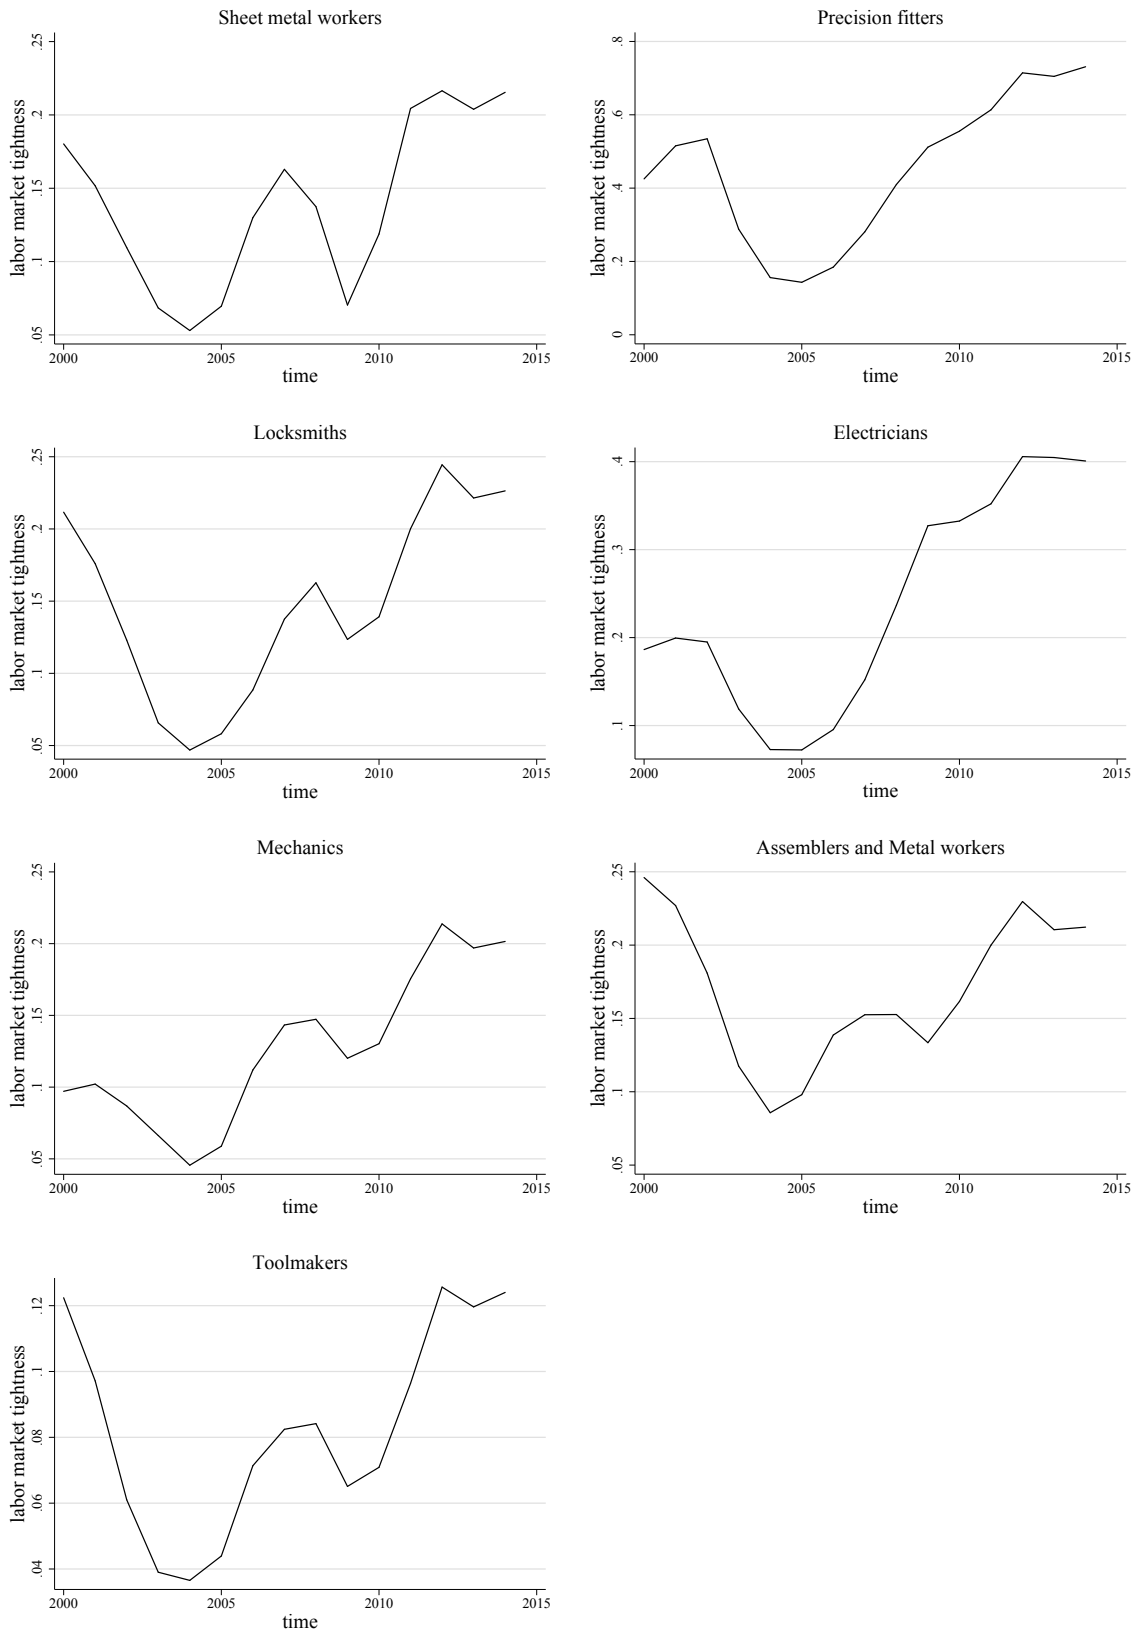 Sheet metal workers
labor market tightness
.25
.2
.15
.1
.05
2000 2005 2010 2015
time
Precision fitters
labor market tightness
.8
.6
.4
.2
0
2000 2005 2010 2015
time
Locksmiths
labor market tightness
.25
.2
.15
.1
.05
2000 2005 2010 2015
time
Electricians
labor market tightness
.4
.3
.2
.1
2000 2005 2010 2015
time
Mechanics
labor market tightness
.25
.2
.15
.1
.05
2000 2005 2010 2015
time
Assemblers and Metal workers
labor market tightness
.25
.2
.15
.1
.05
2000 2005 2010 2015
time
Toolmakers
labor market tightness
.12
.1
.08
.06
.04
2000 2005 2010 2015
time